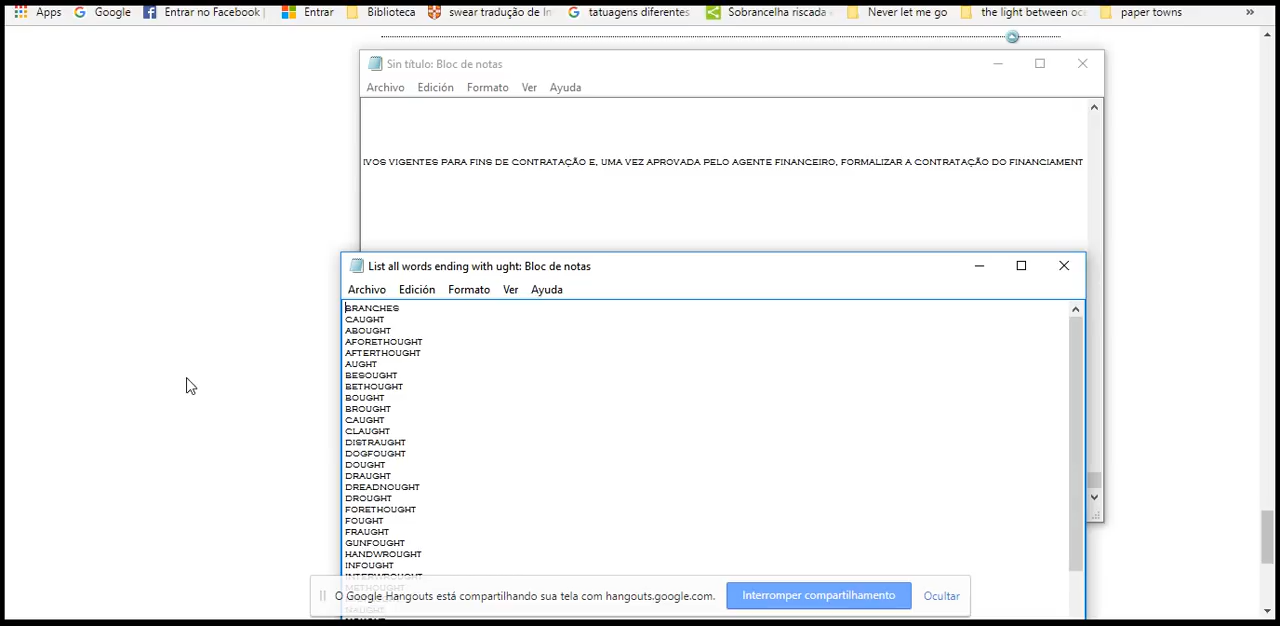 Apps Google Entrar no Facebook | Entrar Biblioteca swear tradução de In tatuagens diferentes Sobrancelha riscada Never let me go the light between oce paper towns »
Sin título: Bloc de notas
Archivo Edición Formato Ver Ayuda
IVOS VIGENTES PARA FINS DE CONTRATAÇÃO E, UMA VEZ APROVADA PELO AGENTE FINANCEIRO, FORMALIZAR A CONTRATAÇÃO DO FINANCIAMENT
List all words ending with ught: Bloc de notas
Archivo Edición Formato Ver Ayuda
BRANCHES
CAUGHT
ABOUGHT
AFORETHOUGHT
AFTERTHOUGHT
AUGHT
BESOUGHT
BETHOUGHT
BOUGHT
BROUGHT
CAUGHT
CLAUGHT
DISTRAUGHT
DOGFOUGHT
DOUGHT
DRAUGHT
DREADNOUGHT
DROUGHT
FORETHOUGHT
FOUGHT
FRAUGHT
GUNFOUGHT
HANDWROUGHT
INFOUGHT
INTERWROUGHT
METHOUGHT
O Google Hangouts está compartilhando sua tela com hangouts.google.com. Interromper compartilhamento Ocultar
NAUGHT